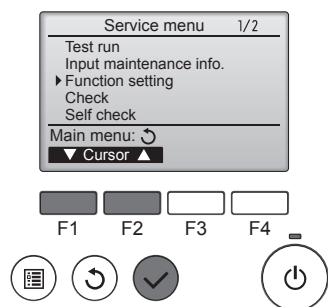 Service menu 1/2
Test run
Input maintenance info.
Function setting
Check
Self check
Main menu:
▼ Cursor ▲
F1 F2 F3 F4